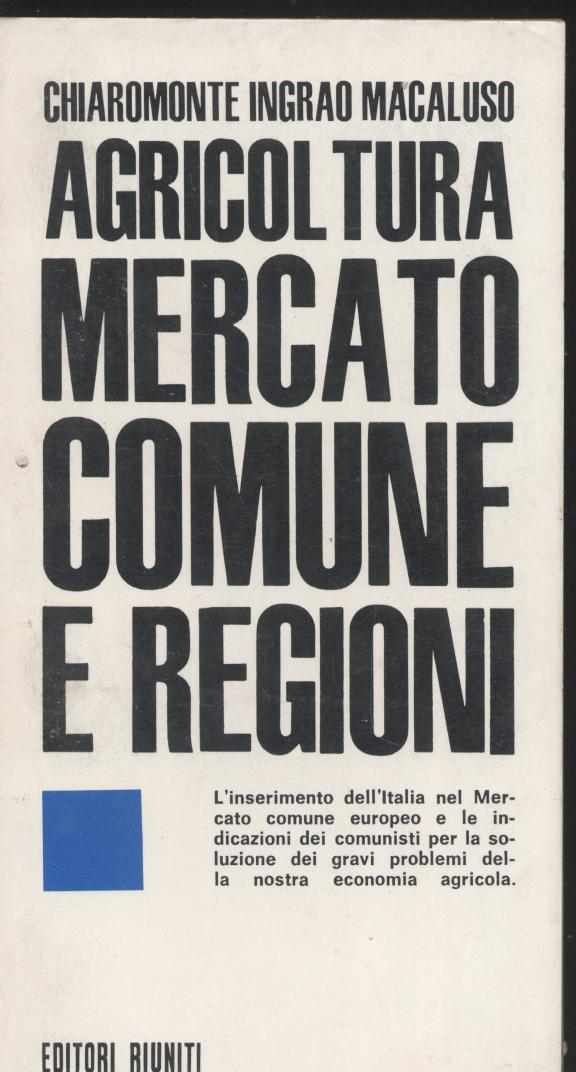 CHIAROMONTE INGRAO MACALUSO
AGRICOLTURA
MERCATO
COMUNE
E REGIONI
L'inserimento dell'Italia nel Mer-
cato comune europeo e le in-
dicazioni dei comunisti per la so-
luzione dei gravi problemi del-
la nostra economia agricola.
EDITORI RIUNITI